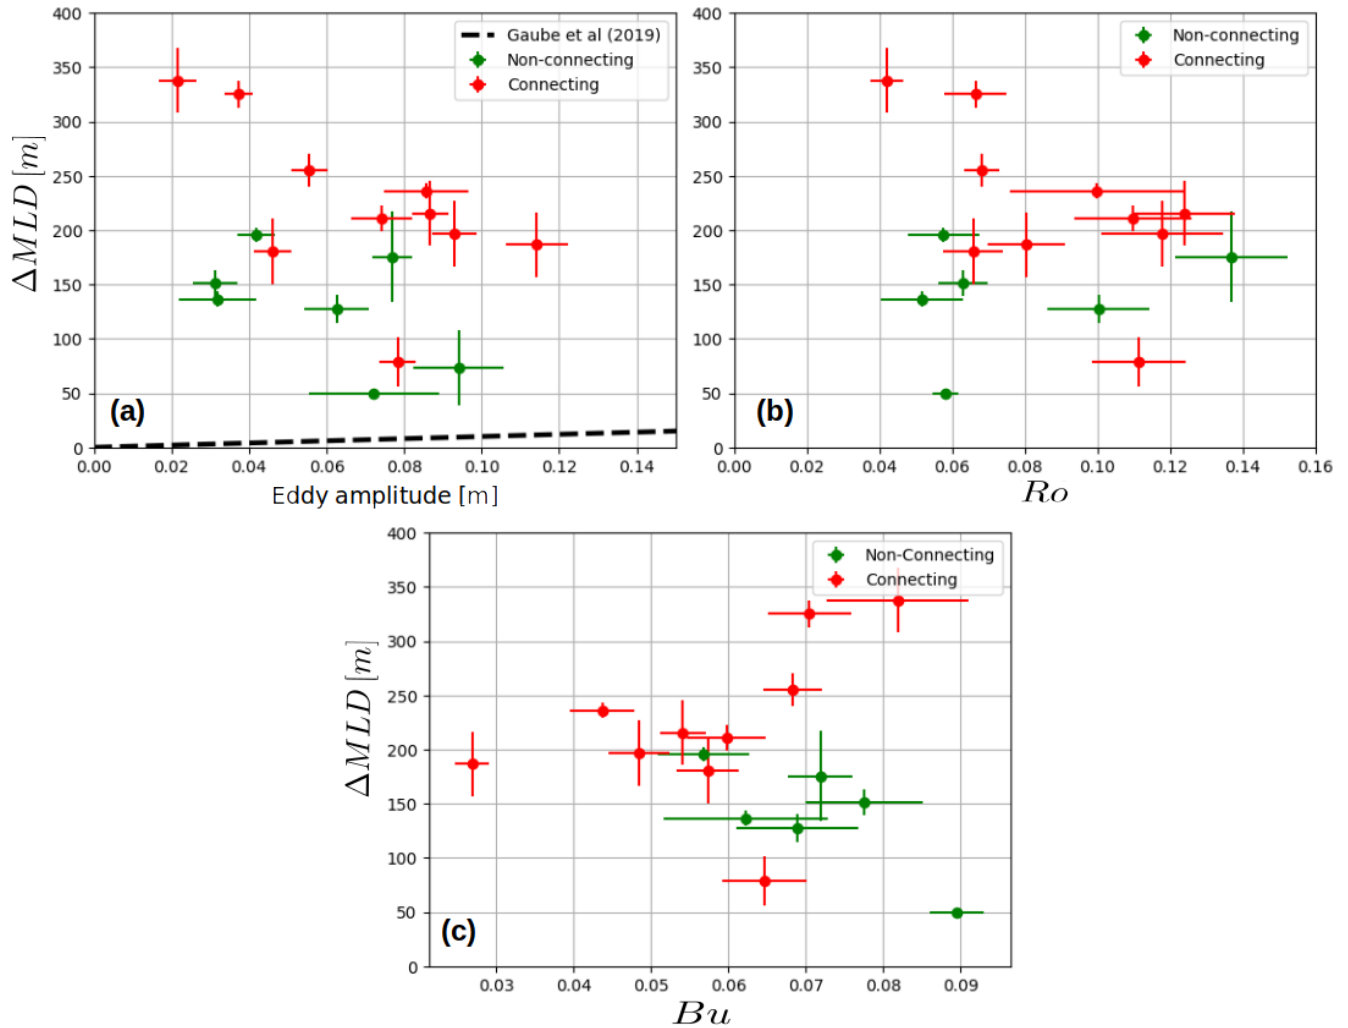 400
350
300
250
200
150
100
50
0
ΔMLD [m]
Gaube et al (2019)
Non-connecting
Connecting
(a)
0.00 0.02 0.04 0.06 0.08 0.10 0.12 0.14
Eddy amplitude [m]
400
350
300
250
200
150
100
50
0
Non-connecting
Connecting
(b)
0.00 0.02 0.04 0.06 0.08 0.10 0.12 0.14 0.16
Ro
400
350
300
250
200
150
100
50
0
ΔMLD [m]
Non-Connecting
Connecting
(c)
0.03 0.04 0.05 0.06 0.07 0.08 0.09
Bu